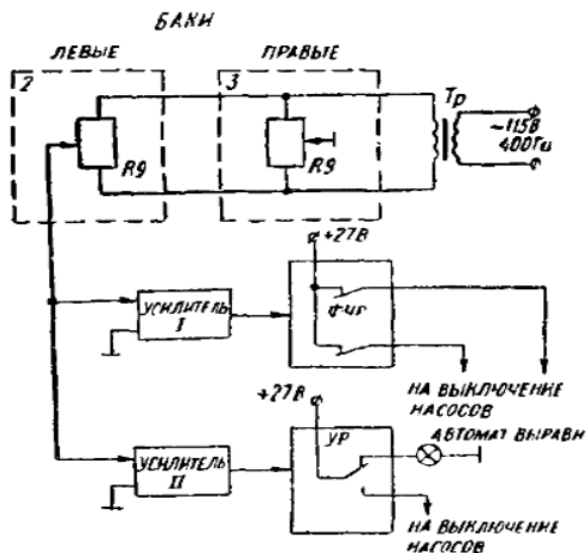 БАКИ
ЛЕВЫЕ
ПРАВЫЕ
2
3
Тр
R9
R9
~115В
400Гц
+27В
УСИЛИТЕЛЬ
I
НА ВЫКЛЮЧЕНИЕ
НАСОСОВ
+27В
АВТОМАТ ВЫРАВН
УР
УСИЛИТЕЛЬ
II
НА ВЫКЛЮЧЕНИЕ
НАСОСОВ